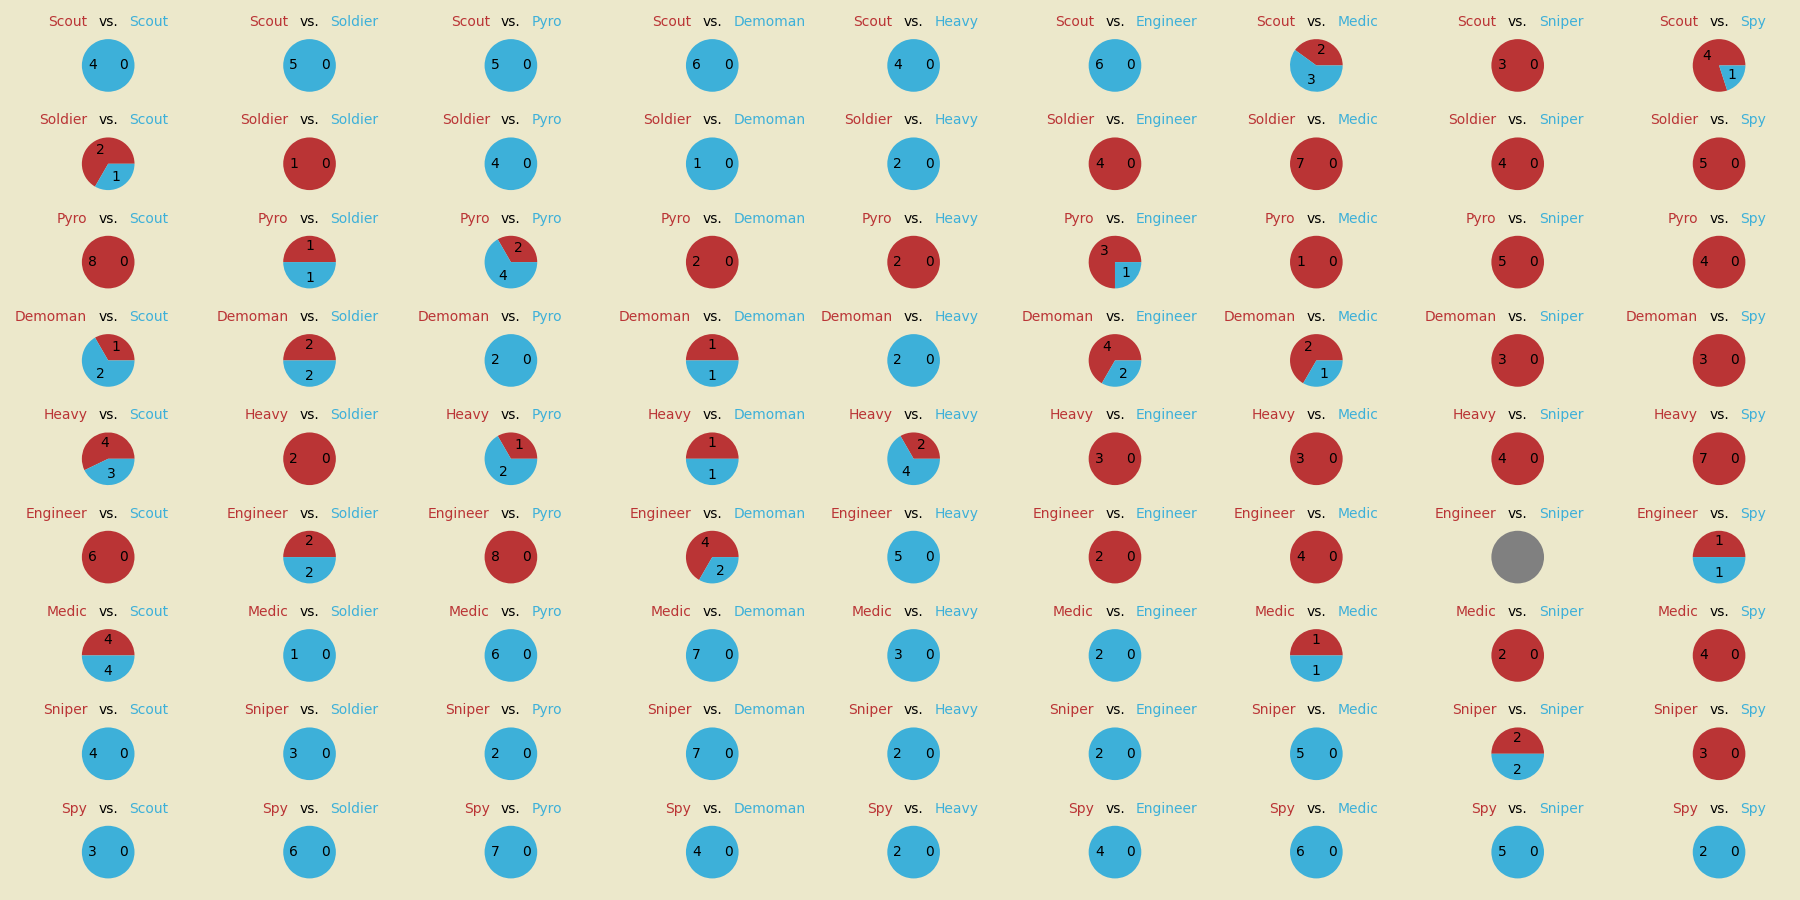 Scout vs. Scout Scout vs. Soldier Scout vs. Pyro Scout vs. Demoman Scout vs. Heavy Scout vs. Engineer Scout vs. Medic Scout vs. Sniper Scout vs. Spy
4 0 5 0 5 0 6 0 4 0 6 0 2 3 3 0 4 1
Soldier vs. Scout Soldier vs. Soldier Soldier vs. Pyro Soldier vs. Demoman Soldier vs. Heavy Soldier vs. Engineer Soldier vs. Medic Soldier vs. Sniper Soldier vs. Spy
2 1 1 0 4 0 1 0 2 0 4 0 7 0 4 0 5 0
Pyro vs. Scout Pyro vs. Soldier Pyro vs. Pyro Pyro vs. Demoman Pyro vs. Heavy Pyro vs. Engineer Pyro vs. Medic Pyro vs. Sniper Pyro vs. Spy
8 0 1 1 2 4 2 0 2 0 3 1 1 0 5 0 4 0
Demoman vs. Scout Demoman vs. Soldier Demoman vs. Pyro Demoman vs. Demoman Demoman vs. Heavy Demoman vs. Engineer Demoman vs. Medic Demoman vs. Sniper Demoman vs. Spy
1 2 2 2 2 0 1 1 2 0 4 2 2 1 3 0 3 0
Heavy vs. Scout Heavy vs. Soldier Heavy vs. Pyro Heavy vs. Demoman Heavy vs. Heavy Heavy vs. Engineer Heavy vs. Medic Heavy vs. Sniper Heavy vs. Spy
4 3 2 0 1 2 1 1 2 4 3 0 3 0 4 0 7 0
Engineer vs. Scout Engineer vs. Soldier Engineer vs. Pyro Engineer vs. Demoman Engineer vs. Heavy Engineer vs. Engineer Engineer vs. Medic Engineer vs. Sniper Engineer vs. Spy
6 0 2 2 8 0 4 2 5 0 2 0 4 0 1 1
Medic vs. Scout Medic vs. Soldier Medic vs. Pyro Medic vs. Demoman Medic vs. Heavy Medic vs. Engineer Medic vs. Medic Medic vs. Sniper Medic vs. Spy
4 4 1 0 6 0 7 0 3 0 2 0 1 1 2 0 4 0
Sniper vs. Scout Sniper vs. Soldier Sniper vs. Pyro Sniper vs. Demoman Sniper vs. Heavy Sniper vs. Engineer Sniper vs. Medic Sniper vs. Sniper Sniper vs. Spy
4 0 3 0 2 0 7 0 2 0 2 0 5 0 2 2 3 0
Spy vs. Scout Spy vs. Soldier Spy vs. Pyro Spy vs. Demoman Spy vs. Heavy Spy vs. Engineer Spy vs. Medic Spy vs. Sniper Spy vs. Spy
3 0 6 0 7 0 4 0 2 0 4 0 6 0 5 0 2 0